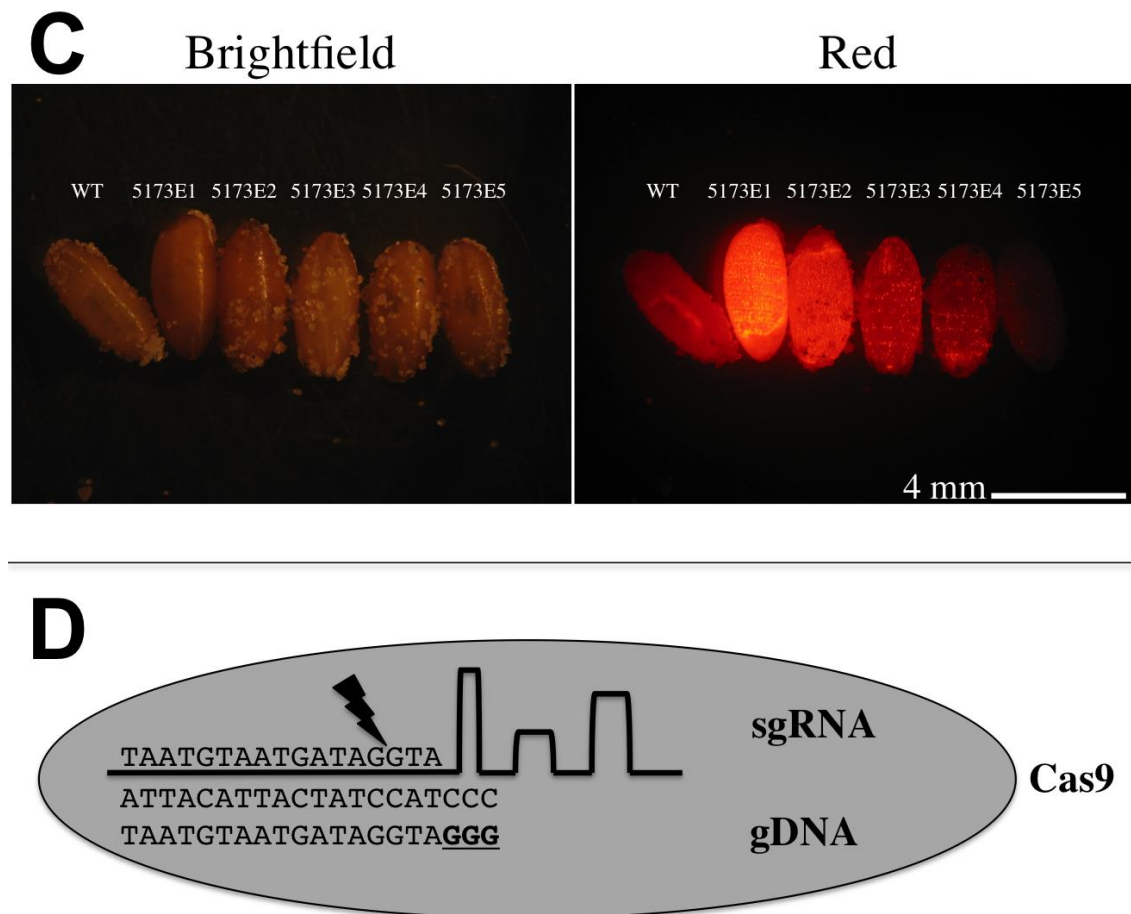 C
Brightfield Red
WT 5173E1 5173E2 5173E3 5173E4 5173E5
WT 5173E1 5173E2 5173E3 5173E4 5173E5
4 mm
D
TAATGTAATGATAGGTA
sgRNA
Cas9
ATTACATTACTATCCATCCC
TAATGTAATGATAGGTAGGG
gDNA